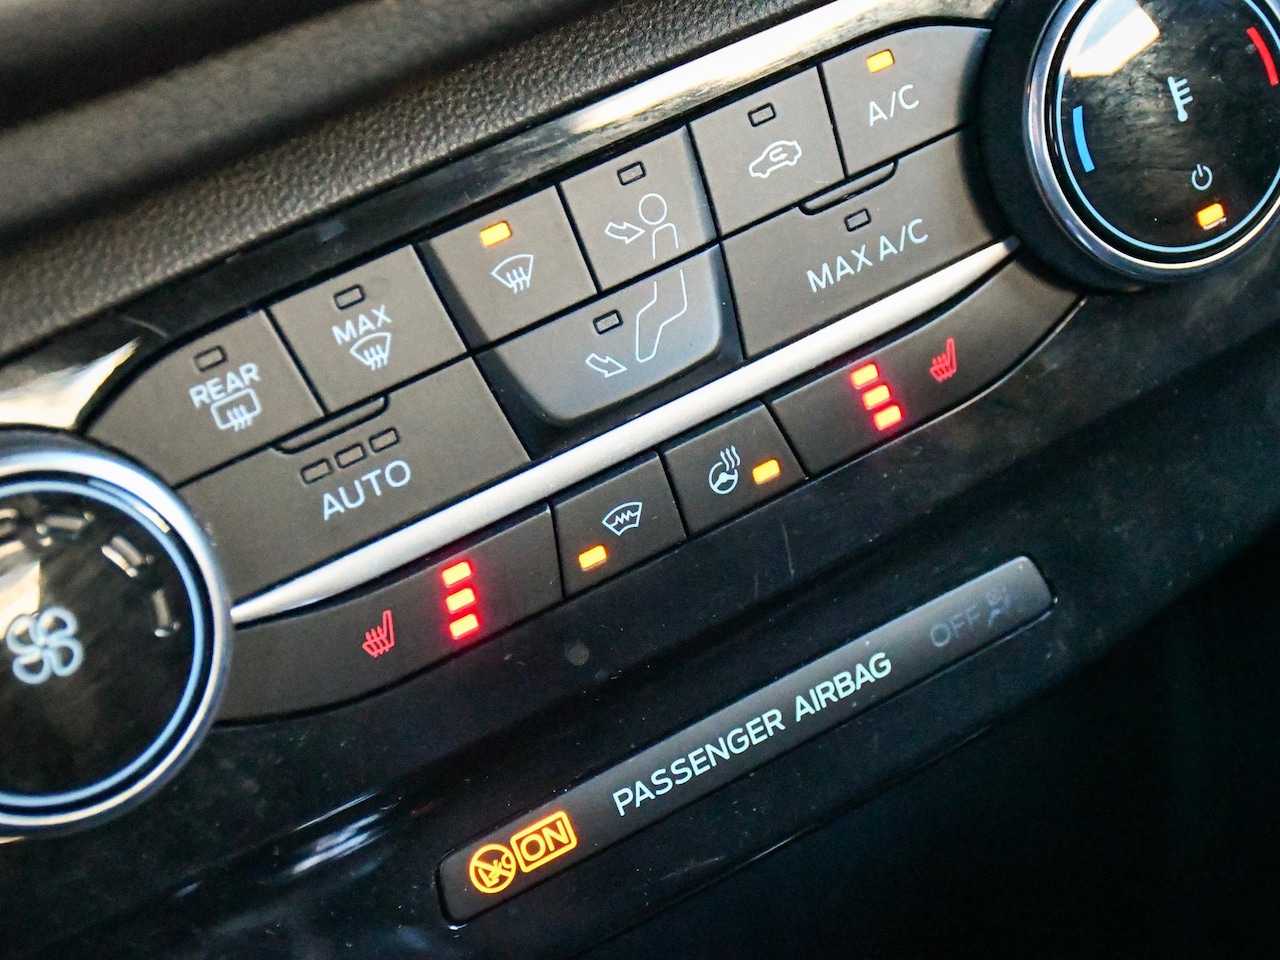 A/C
MAX A/C
MAX
REAR
AUTO
PASSENGER AIRBAG
OFF
ON